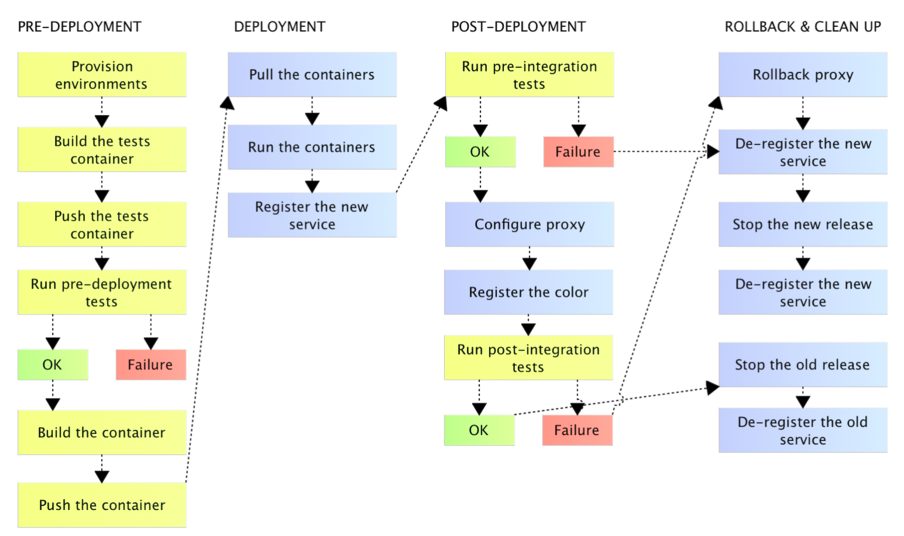 PRE-DEPLOYMENT
Provision
environments
Build the tests
container
Push the tests
container
Run pre-deployment
tests
OK
Failure
Build the container
Push the container
DEPLOYMENT
Pull the containers
Run the containers
Register the new
service
POST-DEPLOYMENT
Run pre-integration
tests
OK
Failure
Configure proxy
Register the color
Run post-integration
tests
OK
Failure
ROLLBACK & CLEAN UP
Rollback proxy
De-register the new
service
Stop the new release
De-register the new
service
Stop the old release
De-register the old
service